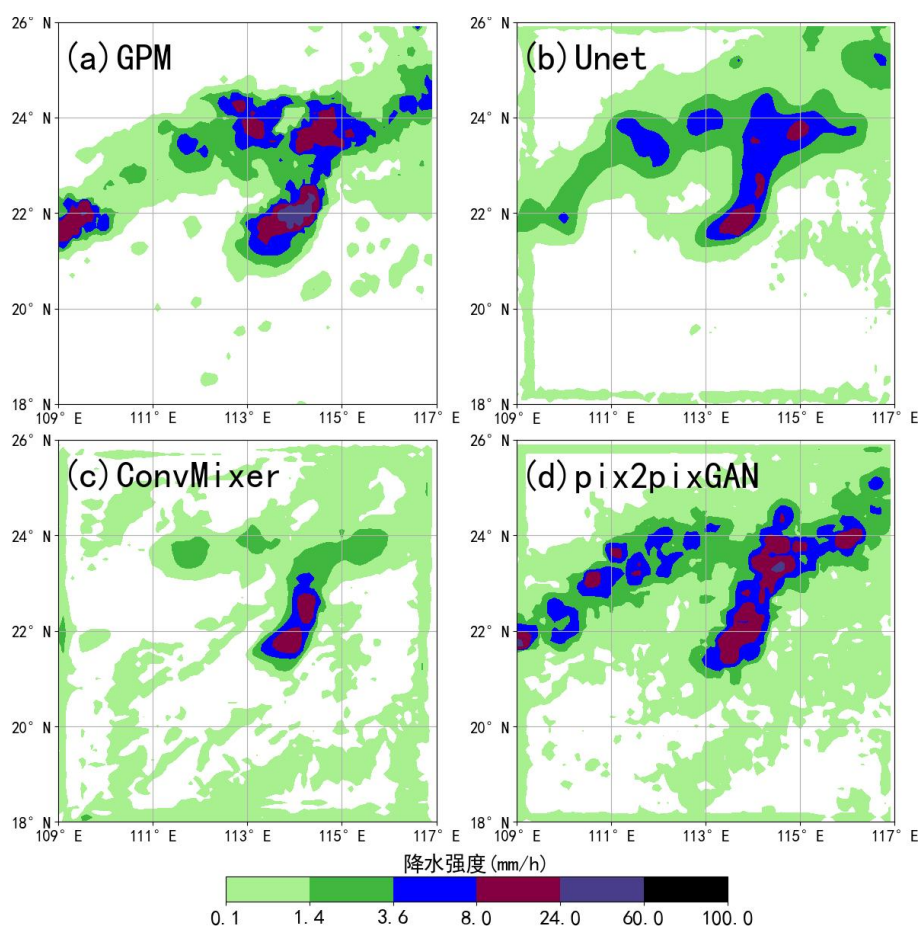 26° N
(a)GPM
24° N
22° N
20° N
18° N
109° E 111° E 113° E 115° E 117° E
26° N
(b)Unet
24° N
22° N
20° N
18° N
109° E 111° E 113° E 115° E 117° E
26° N
(c)ConvMixer
24° N
22° N
20° N
18° N
109° E 111° E 113° E 115° E 117° E
26° N
(d)pix2pixGAN
24° N
22° N
20° N
18° N
109° E 111° E 113° E 115° E 117° E
降水强度(mm/h)
0.1 1.4 3.6 8.0 24.0 60.0 100.0